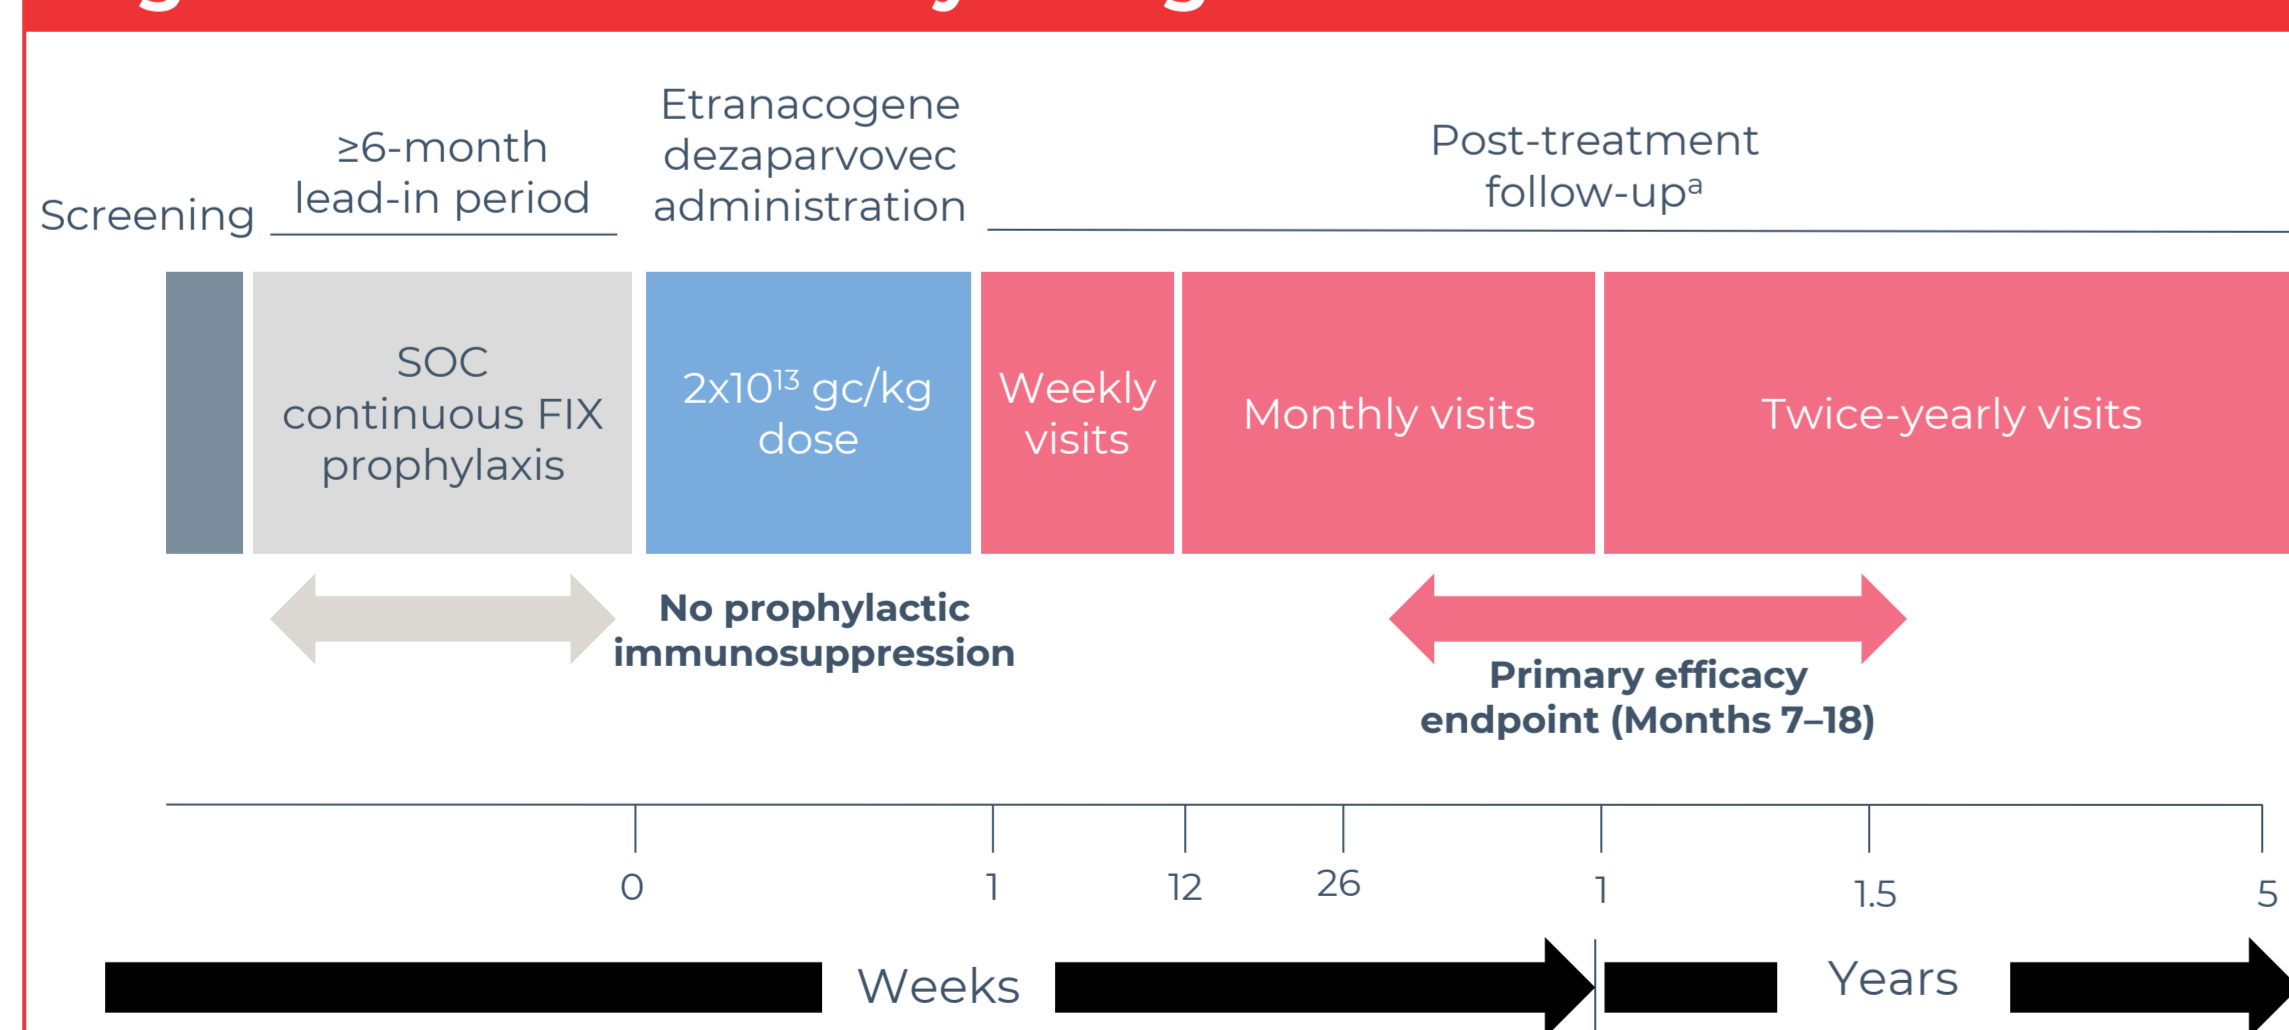 Screening
≥6-month
lead-in period
Etranacogene
dezaparvovec
administration
Post-treatment
follow-upᵃ
SOC
continuous FIX
prophylaxis
2x10¹³ gc/kg
dose
Weekly
visits
Monthly visits
Twice-yearly visits
No prophylactic
immunosuppression
Primary efficacy
endpoint (Months 7–18)
0 1 12 26 1 1.5 5
Weeks Years